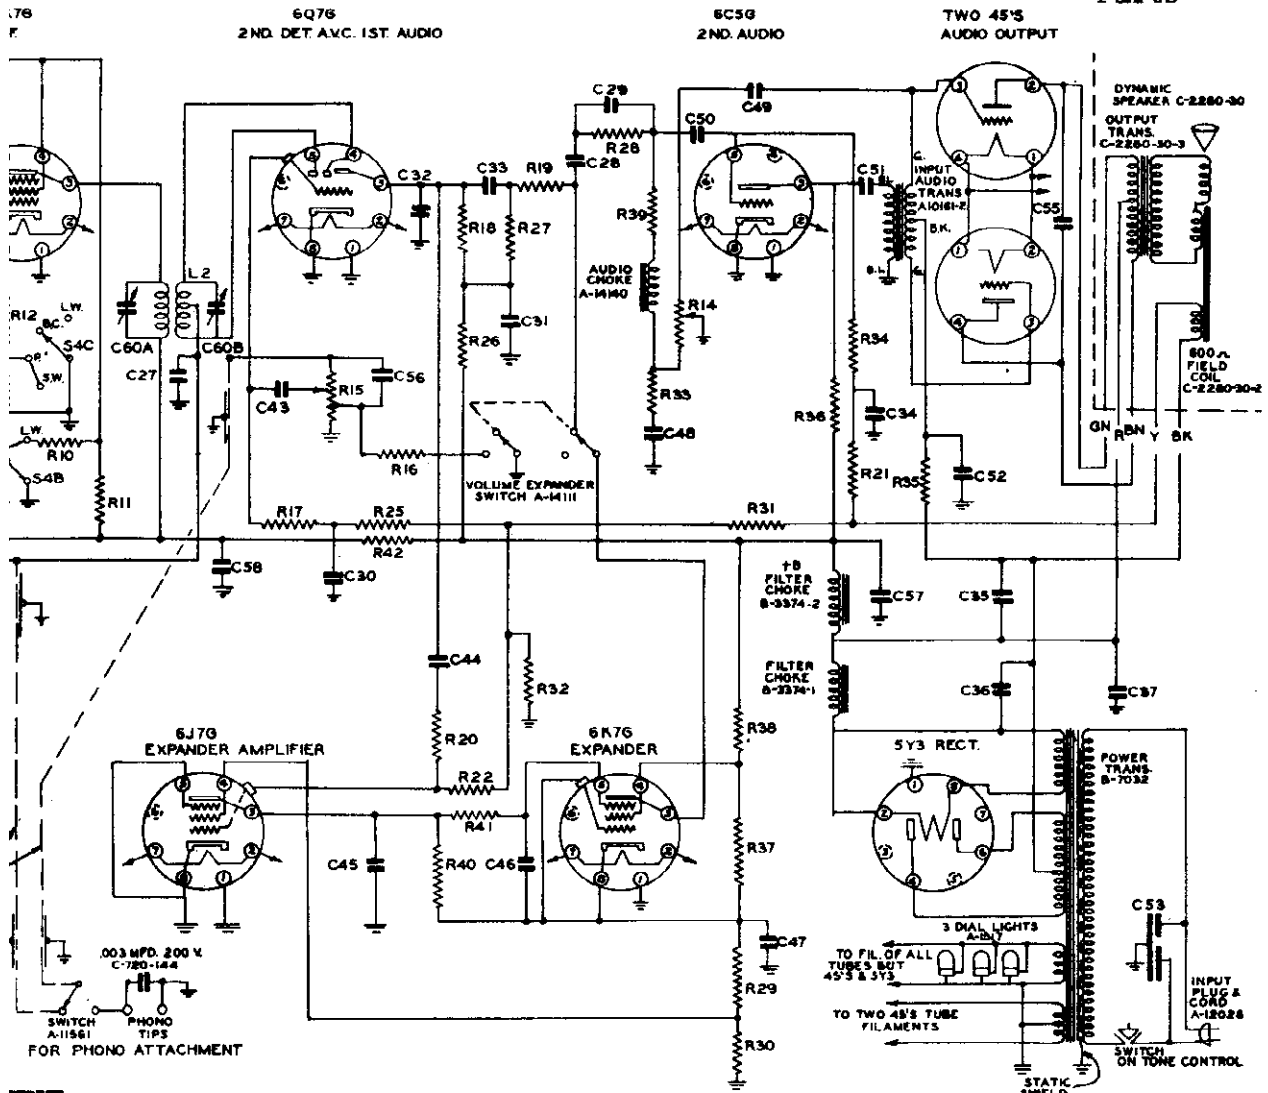 6Q7G
2ND. DET. A.V.C. 1ST. AUDIO
6C5G
2ND. AUDIO
TWO 45'S
AUDIO OUTPUT
DYNAMIC
SPEAKER C-2280-30
OUTPUT
TRANS.
C-2280-30-3
C29
C49
C50
R28
C28
C32
C33
R19
C51
G.
INPUT
AUDIO
TRANS
A10161-2
B.K.
C55
R18
R27
R39
L2
AUDIO
CHOKE
A-14140
R14
R12
L.W.
B.C.
S4C
S.W.
C60A
C60B
C31
R26
R34
C27
C56
C43
R15
R33
R36
C34
600Ω
FIELD
COIL
C-2280-30-2
GN
R
BN
Y
BK
L.W.
R10
S4B
R16
C48
VOLUME EXPANDER
SWITCH A-14111
R21
R35
C52
R11
R17
R25
R31
R42
C58
C30
+B
FILTER
CHOKE
B-3374-2
C57
C35
C44
R32
FILTER
CHOKE
B-3374-1
C36
C37
6J7G
EXPANDER AMPLIFIER
R20
6K7G
EXPANDER
R38
5Y3 RECT.
POWER
TRANS.
B-7032
R22
R41
C45
R40
C46
R37
C53
3 DIAL LIGHTS
C47
TO FIL. OF ALL
TUBES BUT
45'S & 5Y3
.003 MFD. 200 V.
C-720-144
R29
INPUT
PLUG &
CORD
A-12026
TO TWO 45'S TUBE
FILAMENTS
SWITCH
A-11561
PHONO
TIPS
FOR PHONO ATTACHMENT
R30
SWITCH
ON TONE CONTROL
STATIC